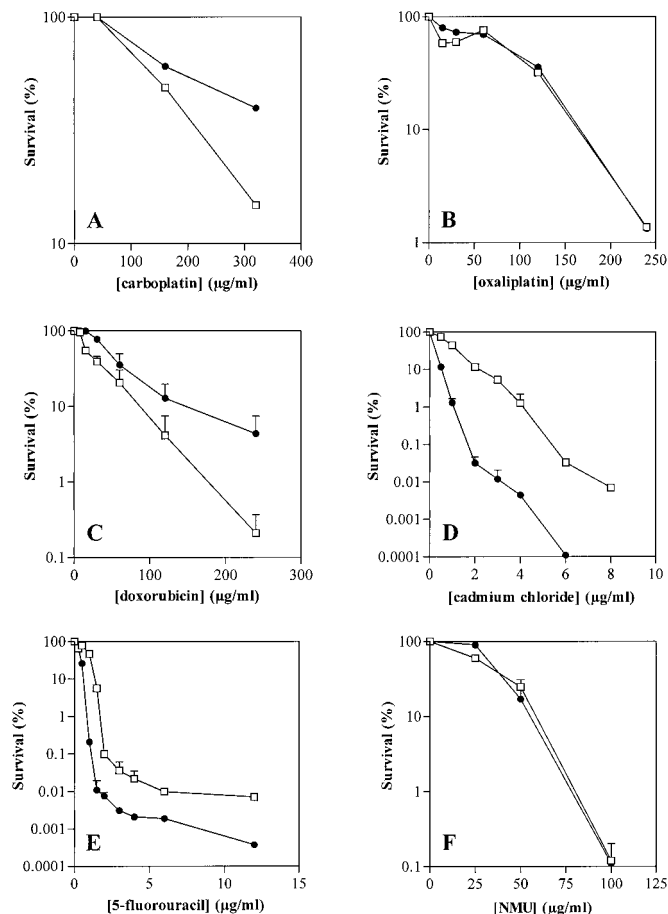 100
10
Survival (%)
A
0 100 200 300 400
[carboplatin] (μg/ml)
100
10
1
Survival (%)
B
0 50 100 150 200 250
[oxaliplatin] (μg/ml)
100
10
1
0.1
Survival (%)
C
0 100 200 300
[doxorubicin] (μg/ml)
100
10
1
0.1
0.01
0.001
0.0001
Survival (%)
D
0 2 4 6 8 10
[cadmium chloride] (μg/ml)
100
10
1
0.1
0.01
0.001
0.0001
Survival (%)
E
0 5 10 15
[5-fluorouracil] (μg/ml)
100
10
1
0.1
Survival (%)
F
0 25 50 75 100 125
[NMU] (μg/ml)